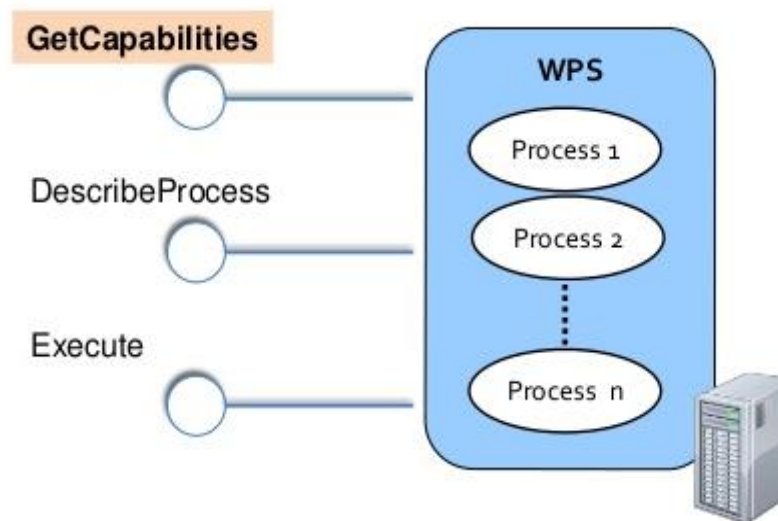 GetCapabilities
WPS
Process 1
DescribeProcess
Process 2
Execute
Process n